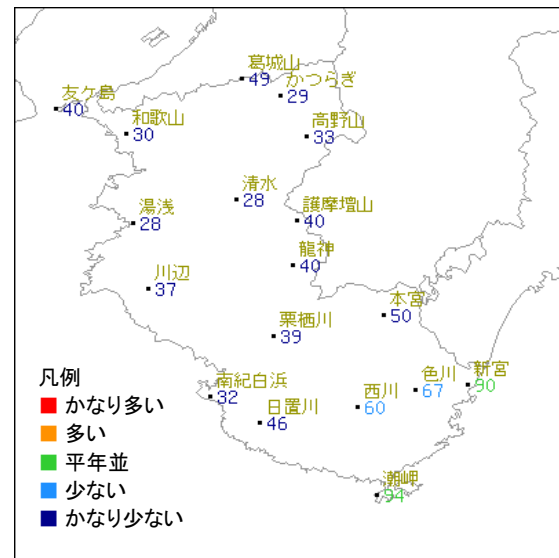 葛城山
49
かつらぎ
29
友ケ島
40
和歌山
30
高野山
33
清水
28
護摩壇山
40
湯浅
28
龍神
40
川辺
37
本宮
50
栗栖川
39
新宮
90
色川
67
西川
60
南紀白浜
32
日置川
46
潮岬
94
凡例
かなり多い
多い
平年並
少ない
かなり少ない